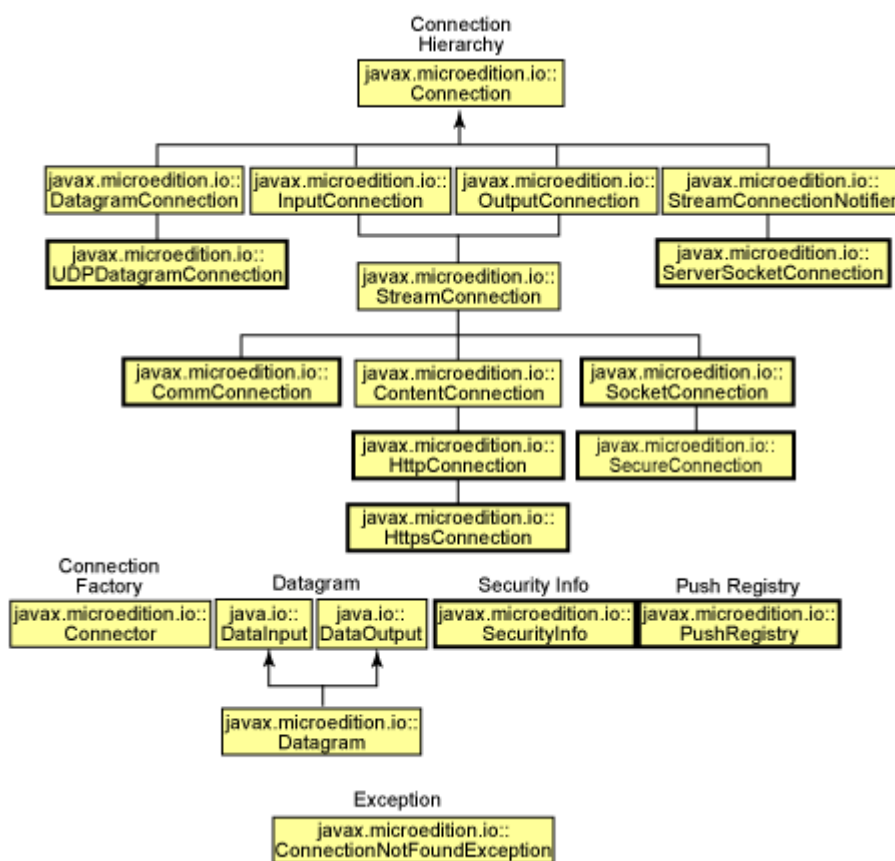 Connection
Hierarchy
javax.microedition.io::
Connection
javax.microedition.io::
DatagramConnection
javax.microedition.io::
InputConnection
javax.microedition.io::
OutputConnection
javax.microedition.io::
StreamConnectionNotifier
javax.microedition.io::
UDPDatagramConnection
javax.microedition.io::
ServerSocketConnection
javax.microedition.io::
StreamConnection
javax.microedition.io::
CommConnection
javax.microedition.io::
ContentConnection
javax.microedition.io::
SocketConnection
javax.microedition.io::
HttpConnection
javax.microedition.io::
SecureConnection
javax.microedition.io::
HttpsConnection
Connection
Factory
javax.microedition.io::
Connector
Datagram
java.io::
DataInput
java.io::
DataOutput
Security Info
javax.microedition.io::
SecurityInfo
Push Registry
javax.microedition.io::
PushRegistry
javax.microedition.io::
Datagram
Exception
javax.microedition.io::
ConnectionNotFoundException